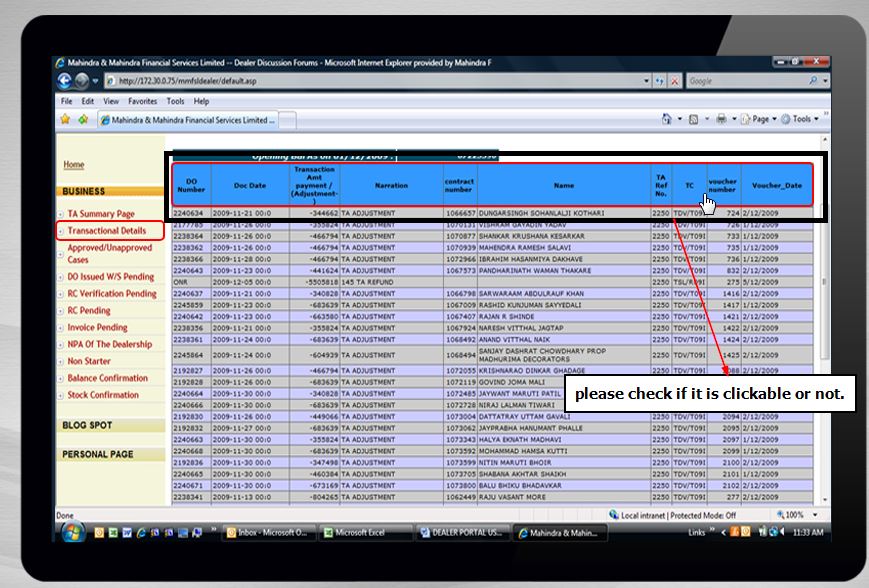 Mahindra & Mahindra Financial Services Limited -- Dealer Discussion Forums - Microsoft Internet Explorer provided by Mahindra F
http://172.30.0.75/mmfsldealer/default.asp
Google
File Edit View Favorites Tools Help
Mahindra & Mahindra Financial Services Limited ...
Page Tools
Home
BUSINESS
TA Summary Page
Transactional Details
Approved/Unapproved
Cases
DO Issued W/S Pending
RC Verification Pending
RC Pending
Invoice Pending
NPA Of The Dealership
Non Starter
Balance Confirmation
Stock Confirmation
BLOG SPOT
PERSONAL PAGE
DO Number Doc Date Transaction Amt payment / (Adjustment-) Narration contract number Name TA Ref No. TC voucher number Voucher_Date
2240634 2009-11-21 00:0 -344662 TA ADJUSTMENT 1066657 DUNGARSINGH SOHANLALJI KOTHARI 2250 TDV/T09I 724 2/12/2009
2177785 2009-11-26 00:0 -355824 TA ADJUSTMENT 1070131 VISHRAM GAYADIN YADAV 2250 TDV/T09I 726 1/12/2009
2238364 2009-11-26 00:0 -466794 TA ADJUSTMENT 1070877 SHANKAR KRUSHANA KESARKAR 2250 TDV/T09I 733 1/12/2009
2238362 2009-11-26 00:0 -466794 TA ADJUSTMENT 1070939 MAHENDRA RAMESH SALAVI 2250 TDV/T09I 735 1/12/2009
2238366 2009-11-28 00:0 -466794 TA ADJUSTMENT 1072966 IBRAHIM HASANMIYA DAKHAVE 2250 TDV/T09I 736 1/12/2009
2240643 2009-11-23 00:0 -441624 TA ADJUSTMENT 1067573 PANDHARINATH WAMAN THAKARE 2250 TDV/T09I 832 2/12/2009
ONR 2009-12-05 00:0 -5505818 145 TA REFUND 2250 275 5/12/2009
2240637 2009-11-21 00:0 -340828 TA ADJUSTMENT 1066798 SARWARAAM ABDULRAUF KHAN 2250 TDV/T09I 1416 2/12/2009
2245859 2009-11-23 00:0 -683639 TA ADJUSTMENT 1067009 RASHID KUNJUMAN SAYYEDALI 2250 TDV/T09I 1417 2/12/2009
2240642 2009-11-23 00:0 -663580 TA ADJUSTMENT 1067407 RAJAN R SHINDE 2250 TDV/T09I 1421 2/12/2009
2238356 2009-11-21 00:0 -355824 TA ADJUSTMENT 1067924 NARESH VITTHAL JAGTAP 2250 TDV/T09I 1422 2/12/2009
2238361 2009-11-24 00:0 -683639 TA ADJUSTMENT 1068492 ANAND VITTHAL NAIK 2250 TDV/T09I 1424 2/12/2009
2245864 2009-11-24 00:0 -604939 TA ADJUSTMENT 1068494 SANJAY DASHRAT CHOWDHARY PROP MADHURIMA DECORATORS 2250 TDV/T09I 1425 2/12/2009
2192827 2009-11-26 00:0 -466794 TA ADJUSTMENT 1072055 KRISHNARAO DINKAR GHADAGE 2250 TDV/T09I 2/12/2009
2192828 2009-11-26 00:0 -683639 TA ADJUSTMENT 1072119 GOVIND JOMA MALI
please check if it is clickable or not.
2240664 2009-11-30 00:0 -340828 TA ADJUSTMENT 1072485 JAYWANT MARUTI PATIL
2240666 2009-11-30 00:0 -683639 TA ADJUSTMENT 1072728 NIRAJ LALMAN TIWARI
2192830 2009-11-26 00:0 -449066 TA ADJUSTMENT 1073004 DATTATRAY UTTAM GAVALI 2250 TDV/T09I 2094 2/12/2009
2192832 2009-11-27 00:0 -683639 TA ADJUSTMENT 1073062 JAYPRABHA HANUMANT PHALLE 2250 TDV/T09I 2095 2/12/2009
2240663 2009-11-30 00:0 -355824 TA ADJUSTMENT 1073343 HALYA EKNATH MADHAVI 2250 TDV/T09I 2097 2/12/2009
2240668 2009-11-30 00:0 -683639 TA ADJUSTMENT 1073592 MOHAMMAD HAMSA KUTTI 2250 TDV/T09I 2099 1/12/2009
2192836 2009-11-30 00:0 -347498 TA ADJUSTMENT 1073599 NITIN MARUTI BHOIR 2250 TDV/T09I 2100 2/12/2009
2240665 2009-11-30 00:0 -460384 TA ADJUSTMENT 1073705 SHABANA AKHTAR SHAIKH 2250 TDV/T09I 2101 2/12/2009
2240671 2009-11-30 00:0 -673169 TA ADJUSTMENT 1073800 BALU BHIKU BHADAVKAR 2250 TDV/T09I 2102 2/12/2009
2238341 2009-11-13 00:0 -804265 TA ADJUSTMENT 1062449 RAJU VASANT MORE 2250 TDV/T09I 277 2/12/2009
Done Local intranet | Protected Mode: Off 100%
Inbox - Microsoft O... Microsoft Excel DEALER PORTAL US... Mahindra & Mahin... Links 11:33 AM